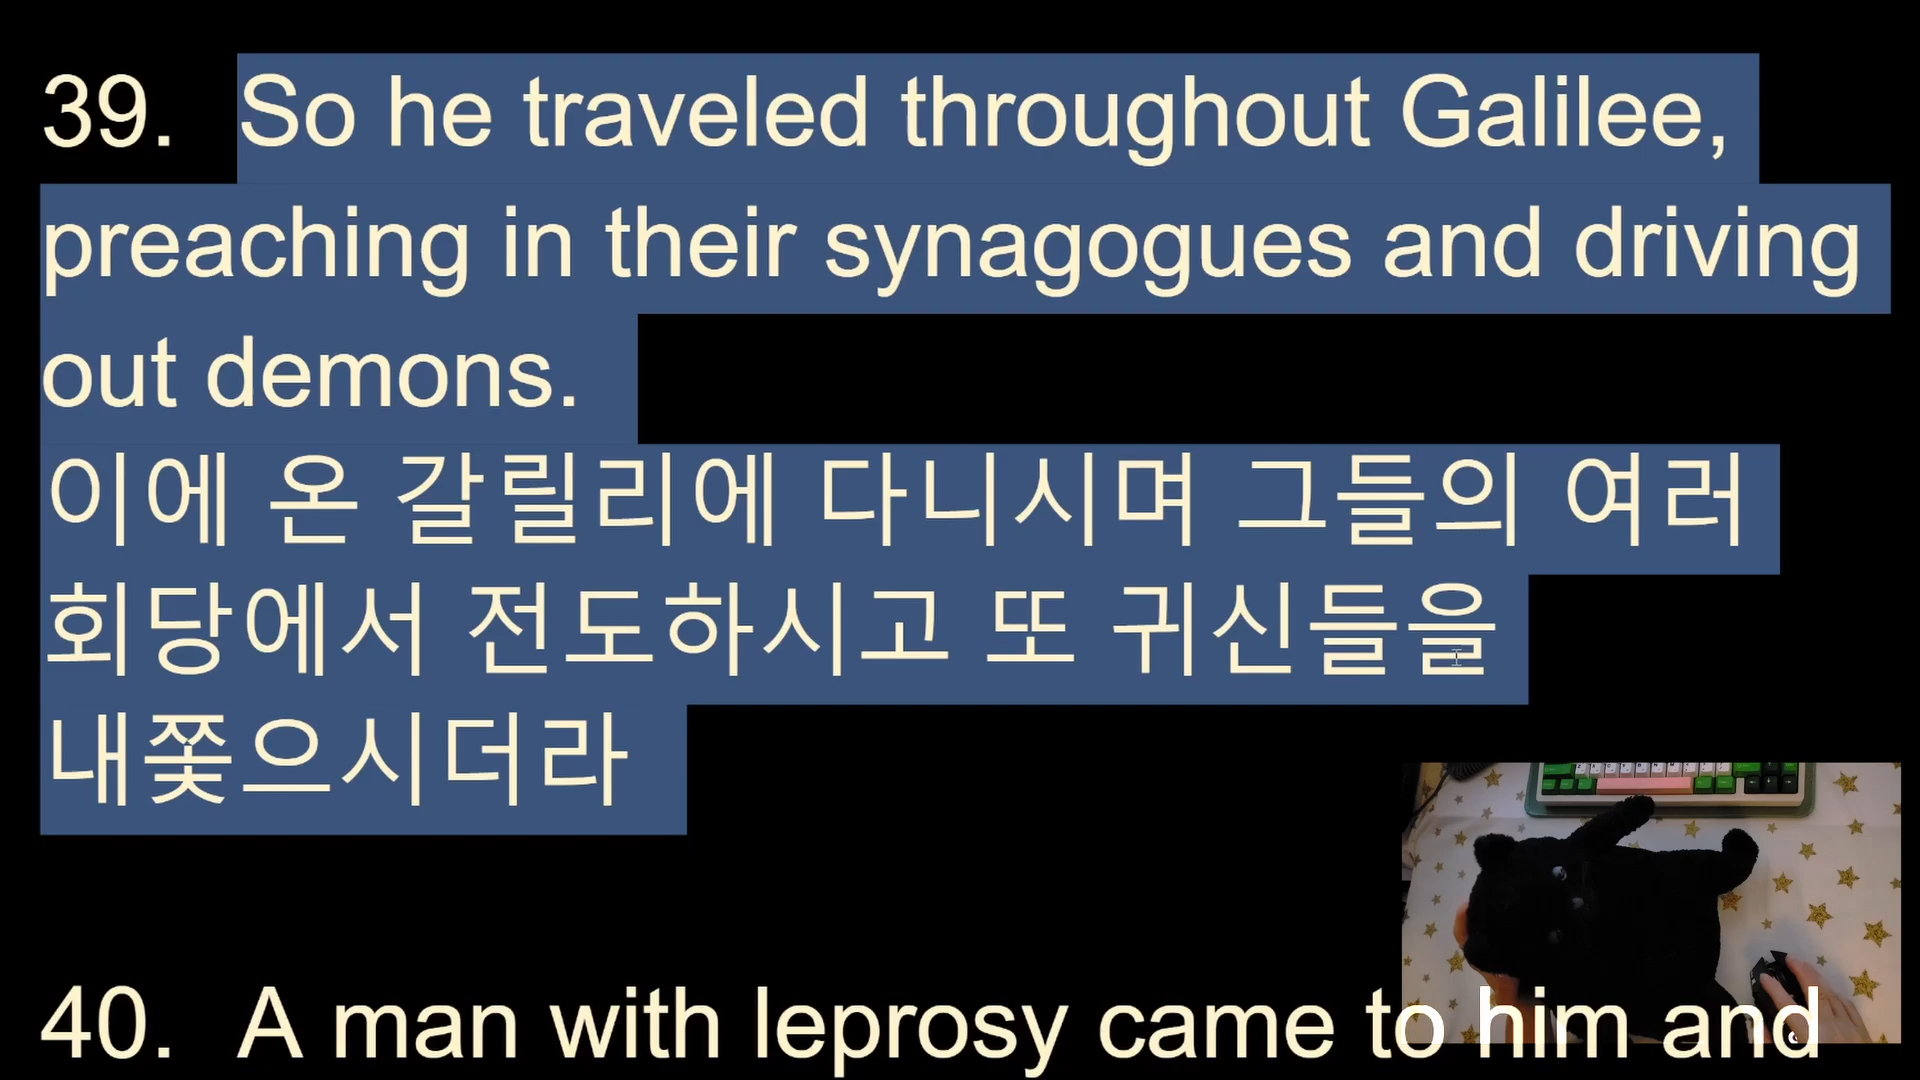 39. So he traveled throughout Galilee,
preaching in their synagogues and driving
out demons.
이에 온 갈릴리에 다니시며 그들의 여러
회당에서 전도하시고 또 귀신들을
내쫓으시더라
40. A man with leprosy came to him and